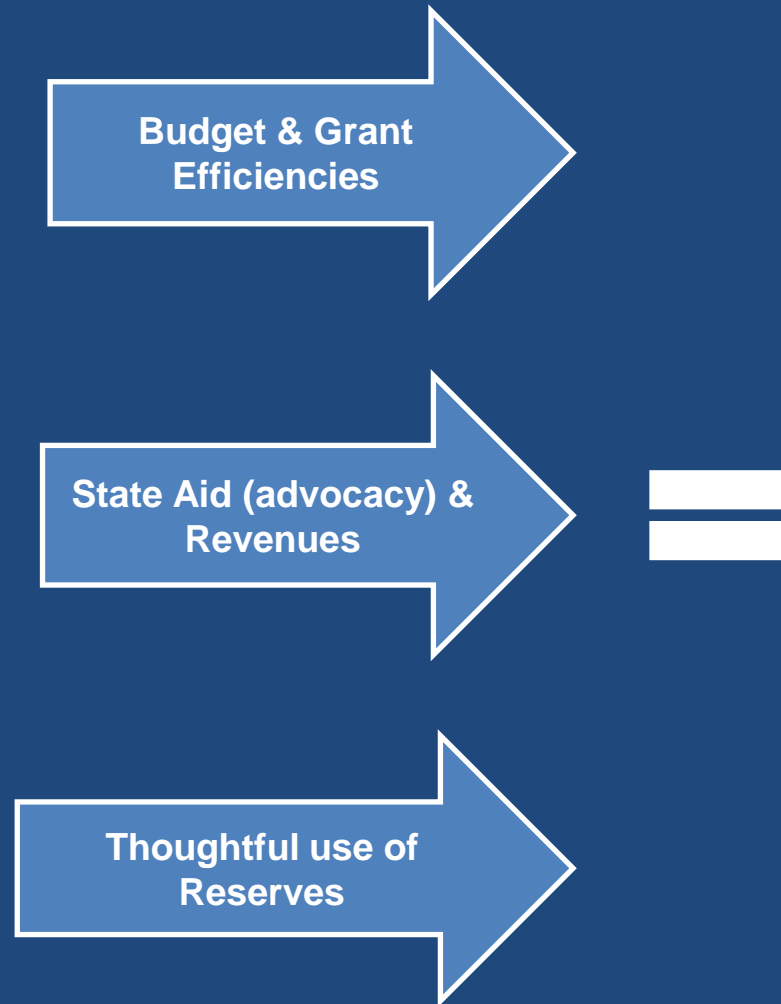 Budget & Grant
Efficiencies
State Aid (advocacy) &
Revenues
Thoughtful use of
Reserves